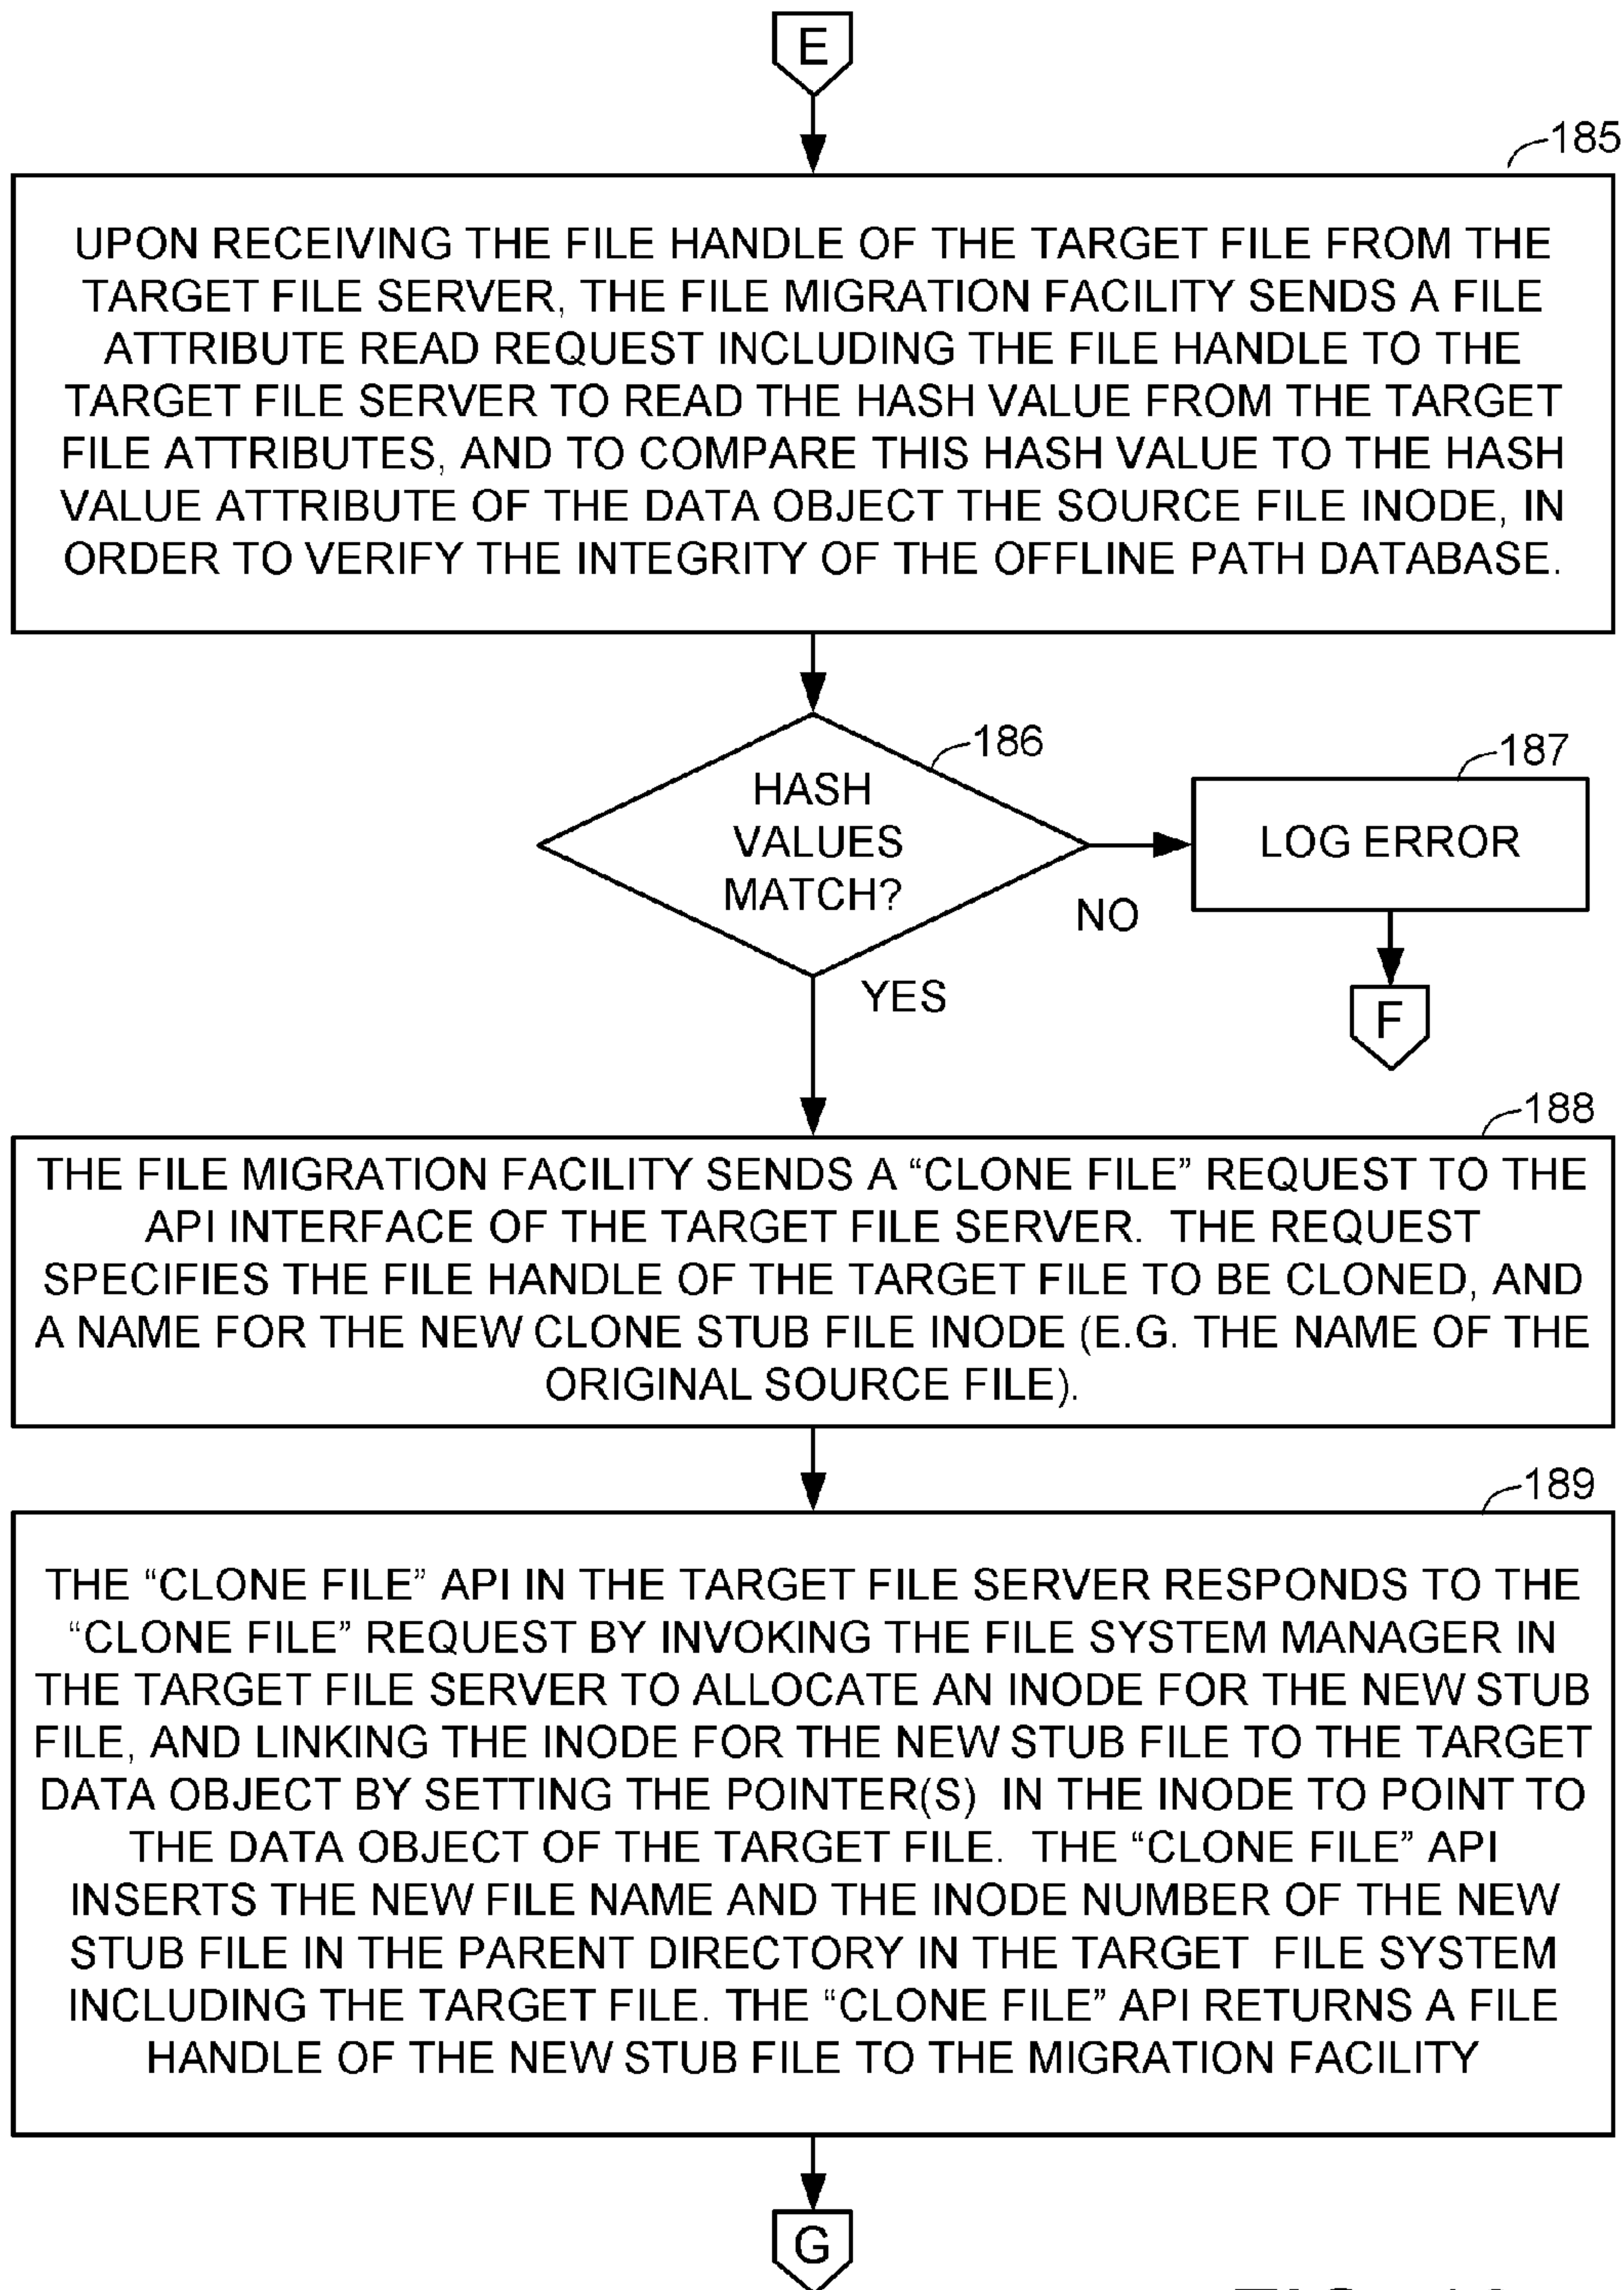 E
185
UPON RECEIVING THE FILE HANDLE OF THE TARGET FILE FROM THE
TARGET FILE SERVER, THE FILE MIGRATION FACILITY SENDS A FILE
ATTRIBUTE READ REQUEST INCLUDING THE FILE HANDLE TO THE
TARGET FILE SERVER TO READ THE HASH VALUE FROM THE TARGET
FILE ATTRIBUTES, AND TO COMPARE THIS HASH VALUE TO THE HASH
VALUE ATTRIBUTE OF THE DATA OBJECT THE SOURCE FILE INODE, IN
ORDER TO VERIFY THE INTEGRITY OF THE OFFLINE PATH DATABASE.
186
HASH
VALUES
MATCH?
187
LOG ERROR
NO
F
YES
188
THE FILE MIGRATION FACILITY SENDS A “CLONE FILE” REQUEST TO THE
API INTERFACE OF THE TARGET FILE SERVER. THE REQUEST
SPECIFIES THE FILE HANDLE OF THE TARGET FILE TO BE CLONED, AND
A NAME FOR THE NEW CLONE STUB FILE INODE (E.G. THE NAME OF THE
ORIGINAL SOURCE FILE).
189
THE “CLONE FILE” API IN THE TARGET FILE SERVER RESPONDS TO THE
“CLONE FILE” REQUEST BY INVOKING THE FILE SYSTEM MANAGER IN
THE TARGET FILE SERVER TO ALLOCATE AN INODE FOR THE NEW STUB
FILE, AND LINKING THE INODE FOR THE NEW STUB FILE TO THE TARGET
DATA OBJECT BY SETTING THE POINTER(S) IN THE INODE TO POINT TO
THE DATA OBJECT OF THE TARGET FILE. THE “CLONE FILE” API
INSERTS THE NEW FILE NAME AND THE INODE NUMBER OF THE NEW
STUB FILE IN THE PARENT DIRECTORY IN THE TARGET FILE SYSTEM
INCLUDING THE TARGET FILE. THE “CLONE FILE” API RETURNS A FILE
HANDLE OF THE NEW STUB FILE TO THE MIGRATION FACILITY
G